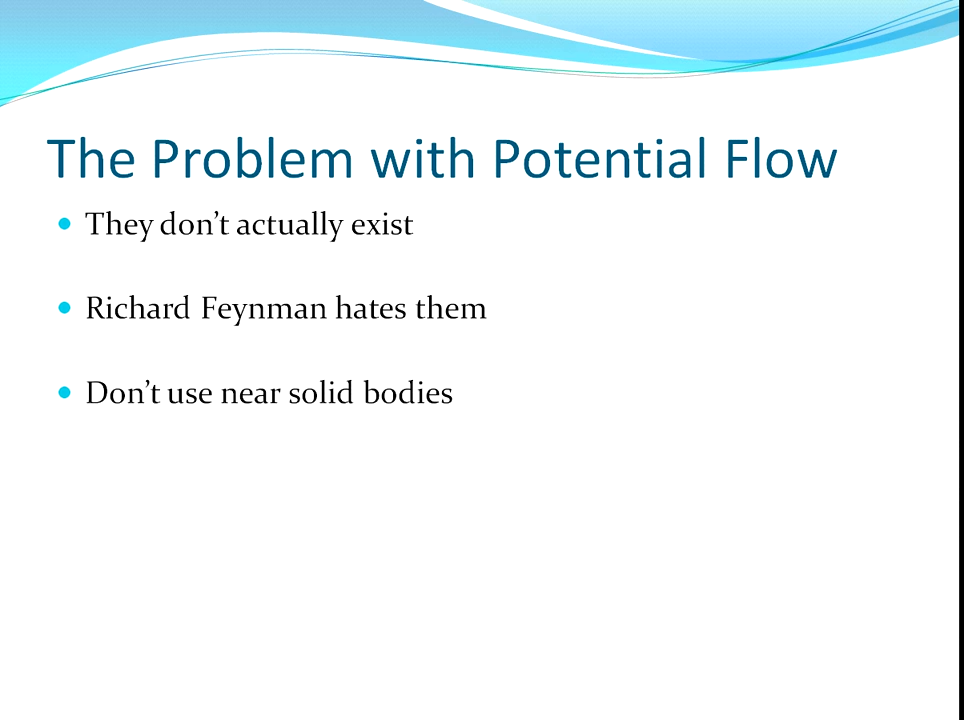 The Problem with Potential Flow
They don’t actually exist
Richard Feynman hates them
Don’t use near solid bodies